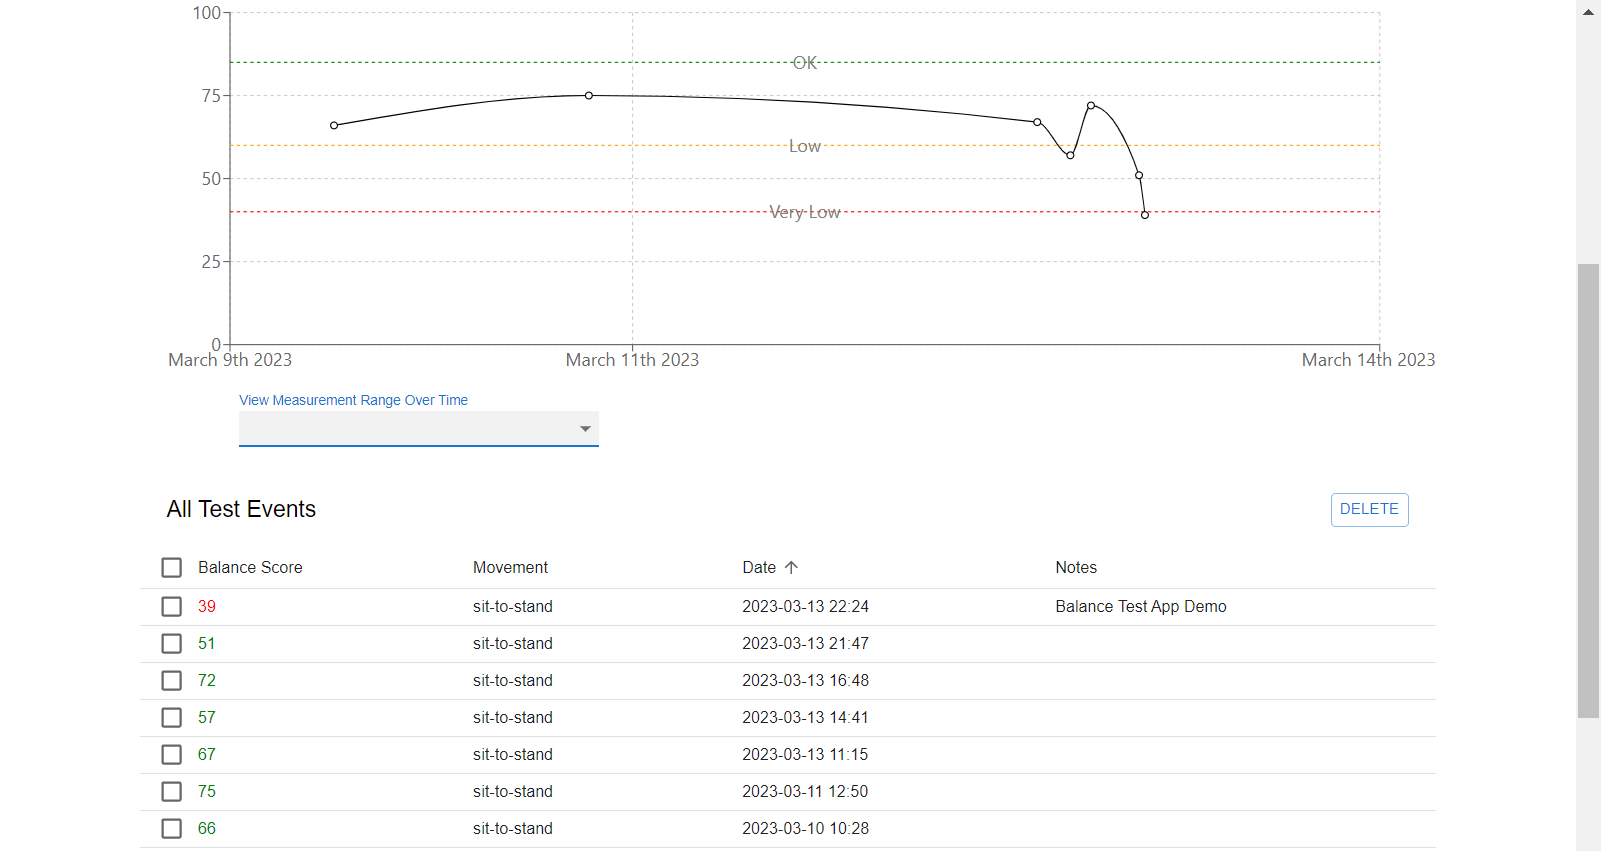 100
OK
75
Low
50
Very Low
25
0
March 9th 2023 March 11th 2023 March 14th 2023
View Measurement Range Over Time
All Test Events DELETE
Balance Score Movement Date ↑ Notes
39 sit-to-stand 2023-03-13 22:24 Balance Test App Demo
51 sit-to-stand 2023-03-13 21:47
72 sit-to-stand 2023-03-13 16:48
57 sit-to-stand 2023-03-13 14:41
67 sit-to-stand 2023-03-13 11:15
75 sit-to-stand 2023-03-11 12:50
66 sit-to-stand 2023-03-10 10:28